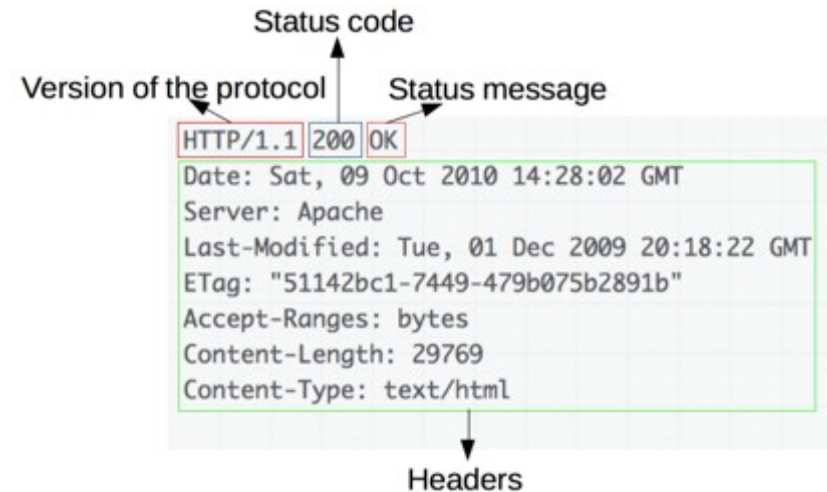 Status code
Version of the protocol Status message
HTTP/1.1 200 OK
Date: Sat, 09 Oct 2010 14:28:02 GMT
Server: Apache
Last-Modified: Tue, 01 Dec 2009 20:18:22 GMT
ETag: "51142bc1-7449-479b075b2891b"
Accept-Ranges: bytes
Content-Length: 29769
Content-Type: text/html
Headers